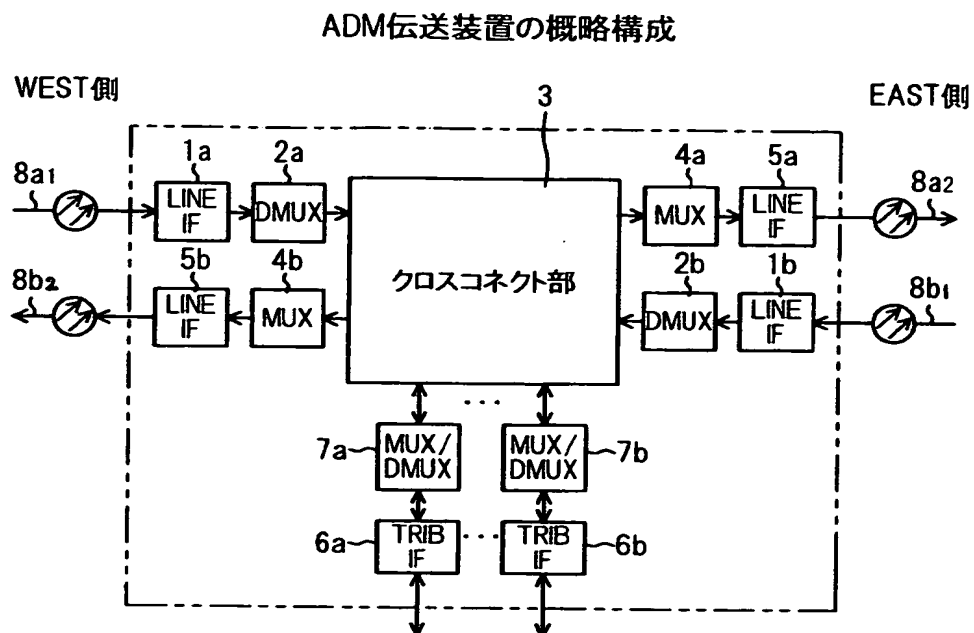 ADM伝送装置の概略構成
WEST側
3
EAST側
1a
2a
4a
5a
8a1
LINE
IF
DMUX
MUX
LINE
IF
8a2
5b
4b
クロスコネクト部
2b
1b
8b2
LINE
IF
MUX
DMUX
LINE
IF
8b1
...
7a
MUX/
DMUX
MUX/
DMUX
7b
6a
TRIB
IF
...
TRIB
IF
6b